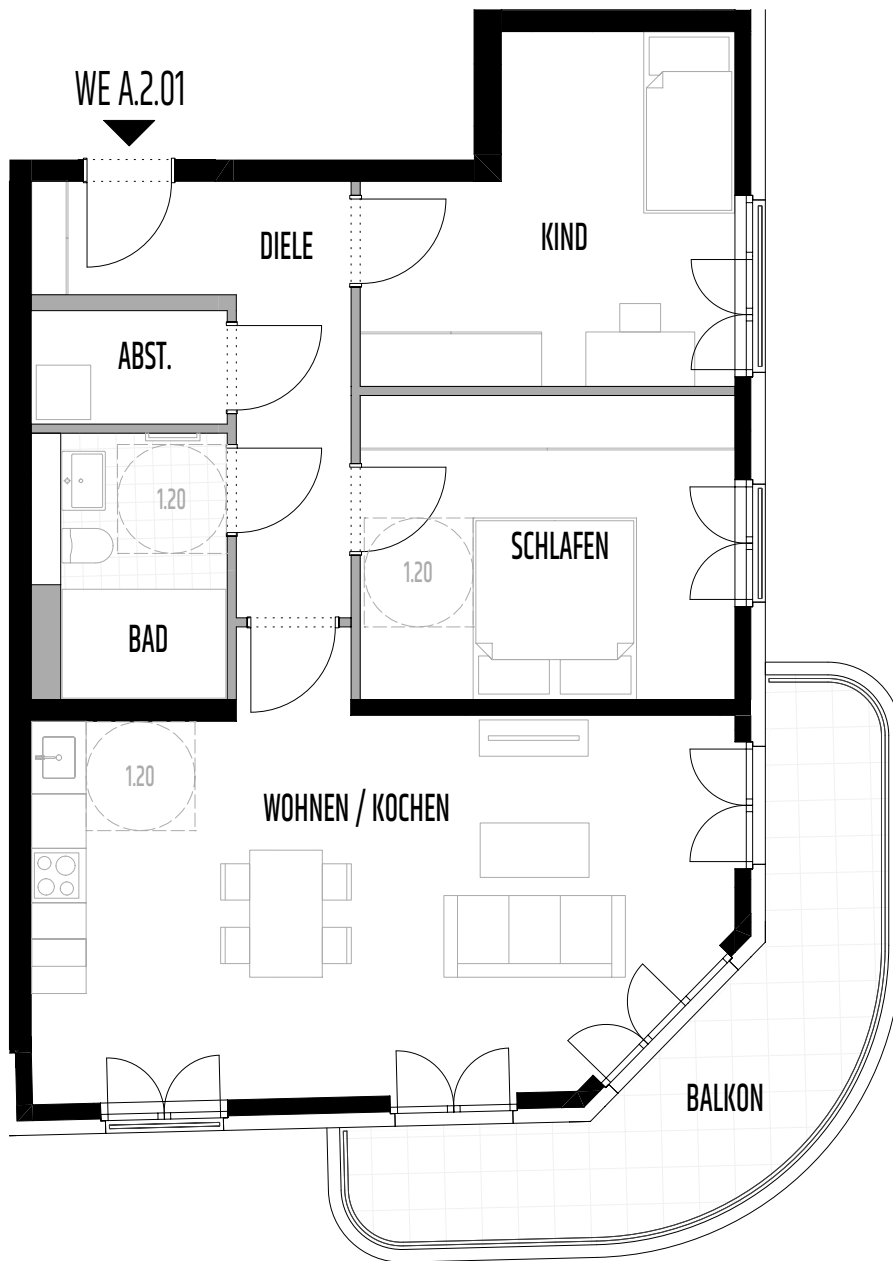 WE A.2.01
DIELE
KIND
ABST.
1.20
SCHLAFEN
1.20
BAD
1.20
WOHNEN / KOCHEN
BALKON